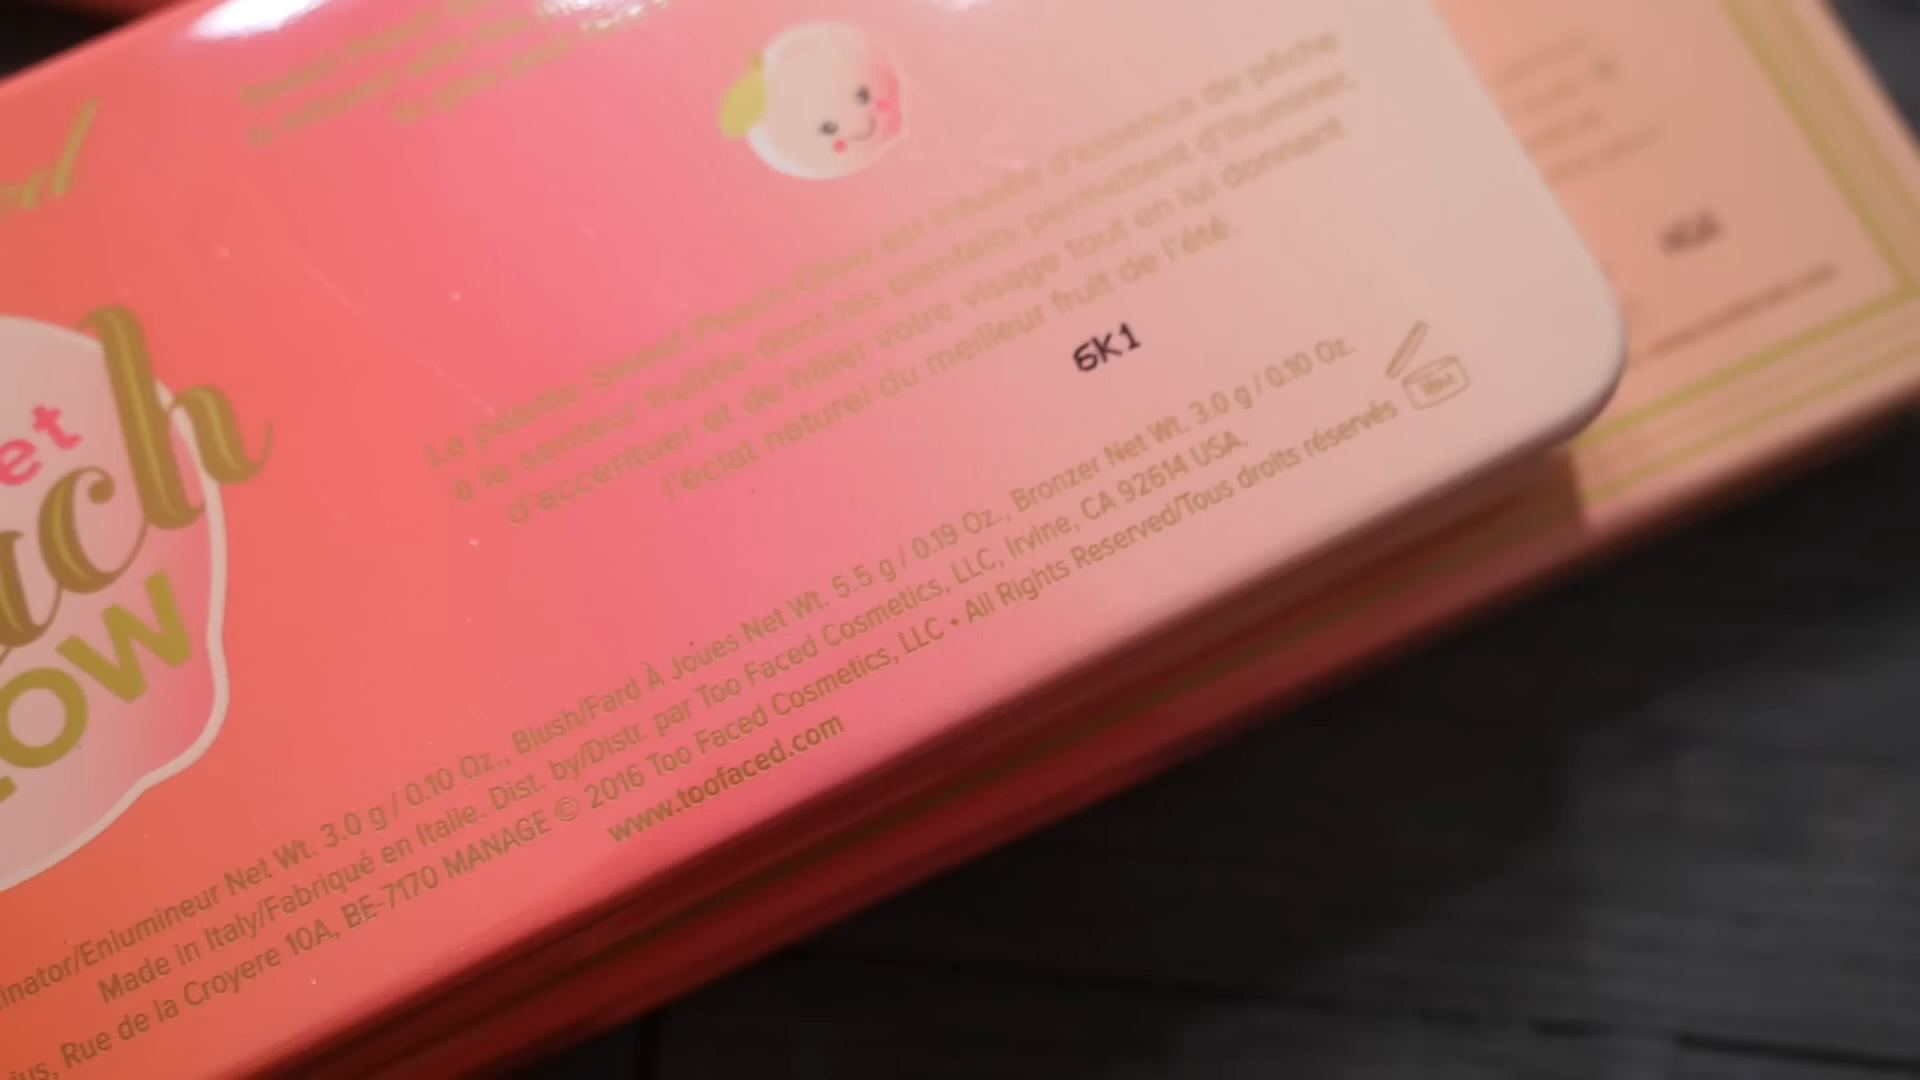 ed
et
ach
LOW
La palette Sweet Peach Glow est infusée d'essence de pêche
à la senteur fruitée dont les bienfaits permettent d'illuminer,
d'accentuer et de hâler votre visage tout en lui donnant
l'éclat naturel du meilleur fruit de l'été.
6K1
inator/Enlumineur Net Wt. 3.0 g / 0.10 Oz., Blush/Fard À Joues Net Wt. 5.5 g / 0.19 Oz., Bronzer Net Wt. 3.0 g / 0.10 Oz.
Made in Italy/Fabriqué en Italie. Dist. by/Distr. par Too Faced Cosmetics, LLC, Irvine, CA 92614 USA.
ius, Rue de la Croyere 10A, BE-7170 MANAGE © 2016 Too Faced Cosmetics, LLC • All Rights Reserved/Tous droits réservés
www.toofaced.com